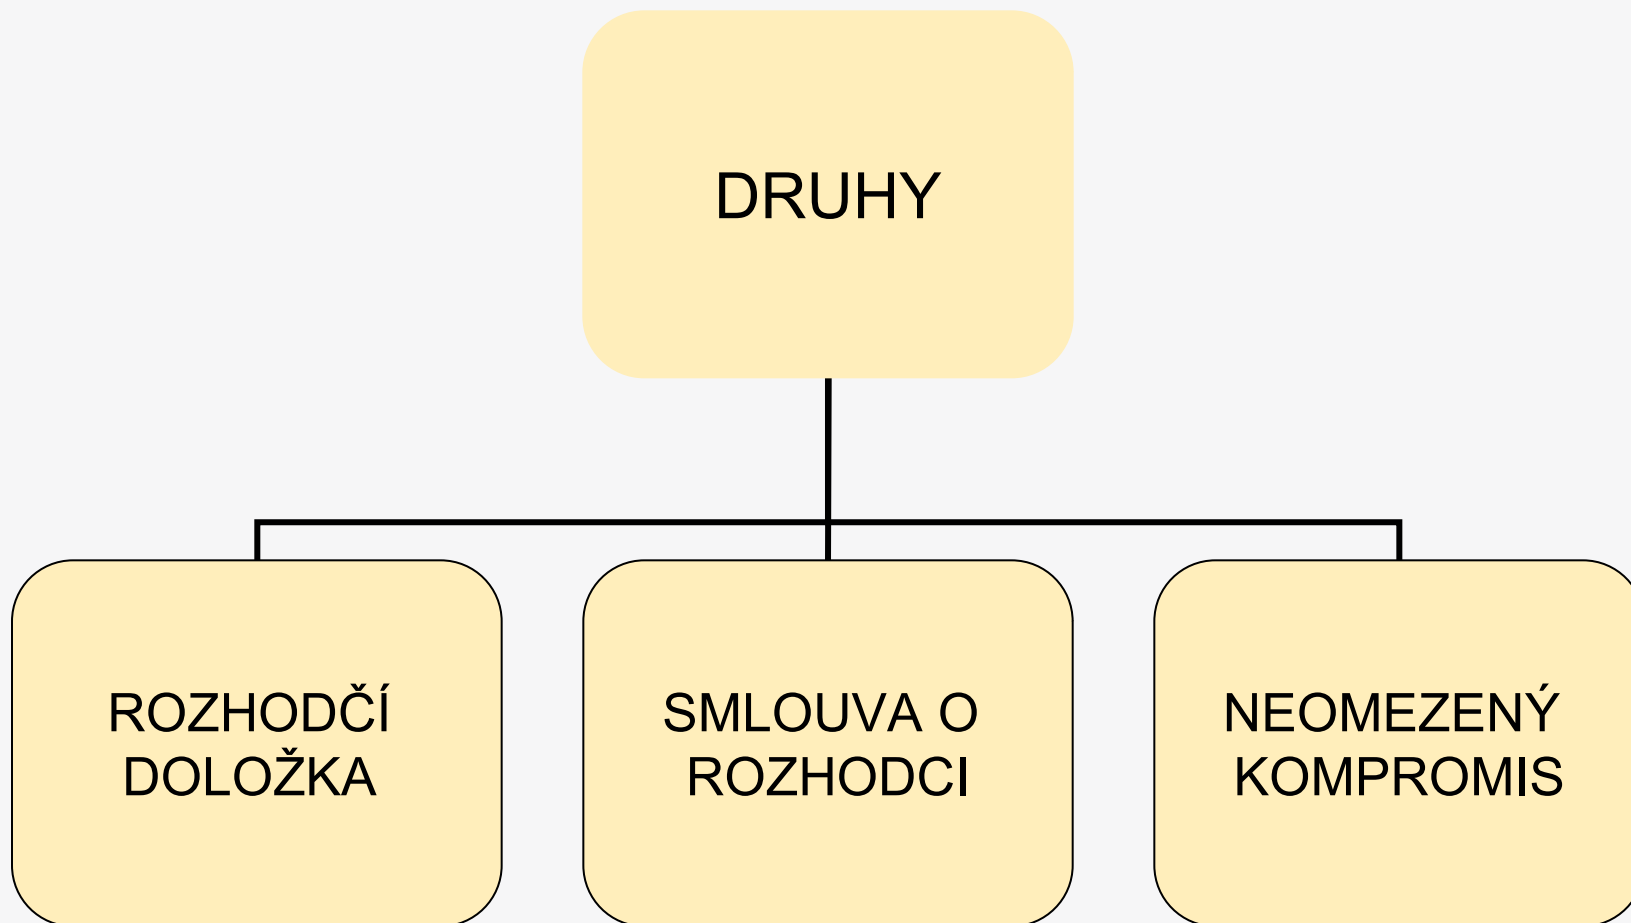 DRUHY
ROZHODČÍ
DOLOŽKA
SMLOUVA O
ROZHODCI
NEOMEZENÝ
KOMPROMIS